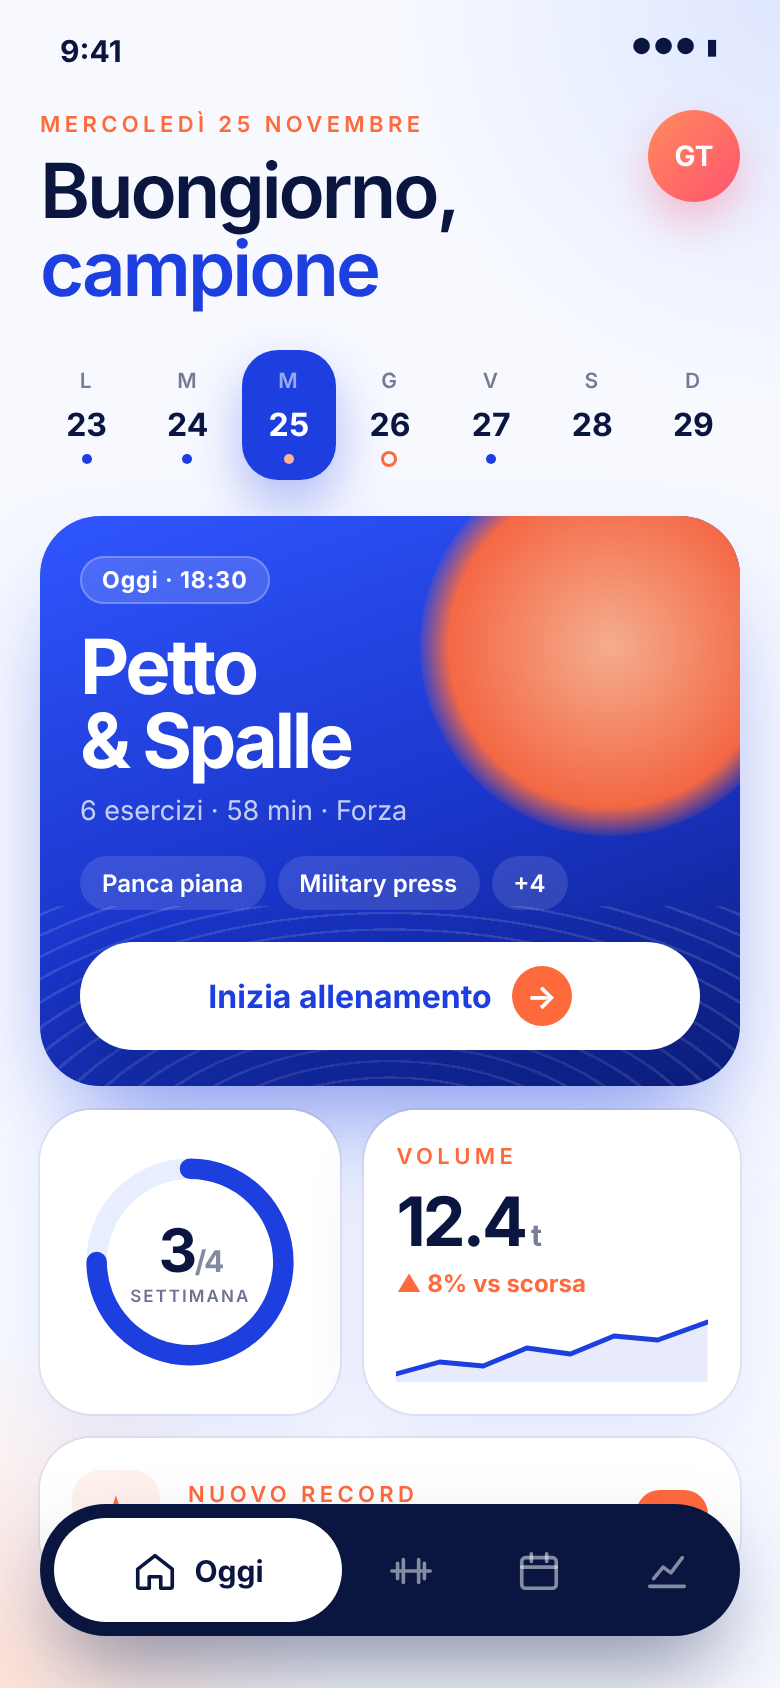 9:41
MERCOLEDÌ 25 NOVEMBRE
GT
Buongiorno,
campione
L M M G V S D
23 24 25 26 27 28 29
Oggi · 18:30
Petto
& Spalle
6 esercizi · 58 min · Forza
Panca piana Military press +4
Inizia allenamento →
3/4
SETTIMANA
VOLUME
12.4 t
▲ 8% vs scorsa
NUOVO RECORD
Oggi